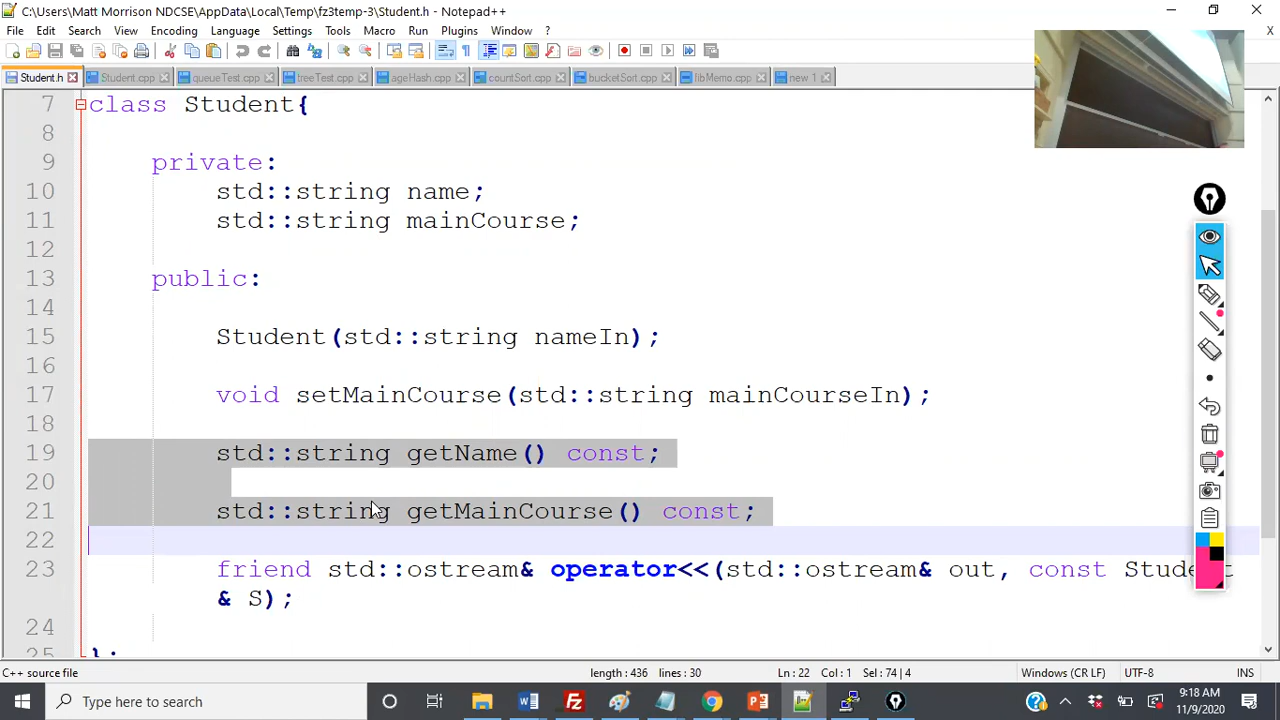 C:\Users\Matt Morrison NDCSE\AppData\Local\Temp\fz3temp-3\Student.h - Notepad++
File Edit Search View Encoding Language Settings Tools Macro Run Plugins Window ? X
Student.h Student.cpp queueTest.cpp treeTest.cpp ageHash.cpp countSort.cpp bucketSort.cpp fibMemo.cpp new 1
7 class Student{
8
9 private:
10 std::string name;
11 std::string mainCourse;
12
13 public:
14
15 Student(std::string nameIn);
16
17 void setMainCourse(std::string mainCourseIn);
18
19 std::string getName() const;
20
21 std::string getMainCourse() const;
22
23 friend std::ostream& operator<<(std::ostream& out, const Student
& S);
24
25 };
C++ source file length : 436 lines : 30 Ln : 22 Col : 1 Sel : 74 | 4 Windows (CR LF) UTF-8 INS
Type here to search
9:18 AM
11/9/2020